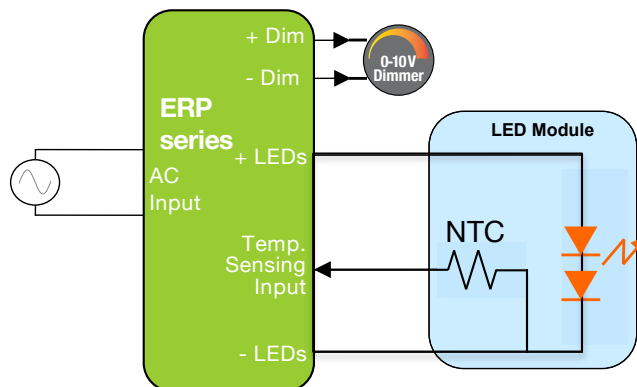 + Dim
- Dim
0-10V
Dimmer
ERP
series
LED Module
+ LEDs
AC
Input
NTC
Temp.
Sensing
Input
- LEDs